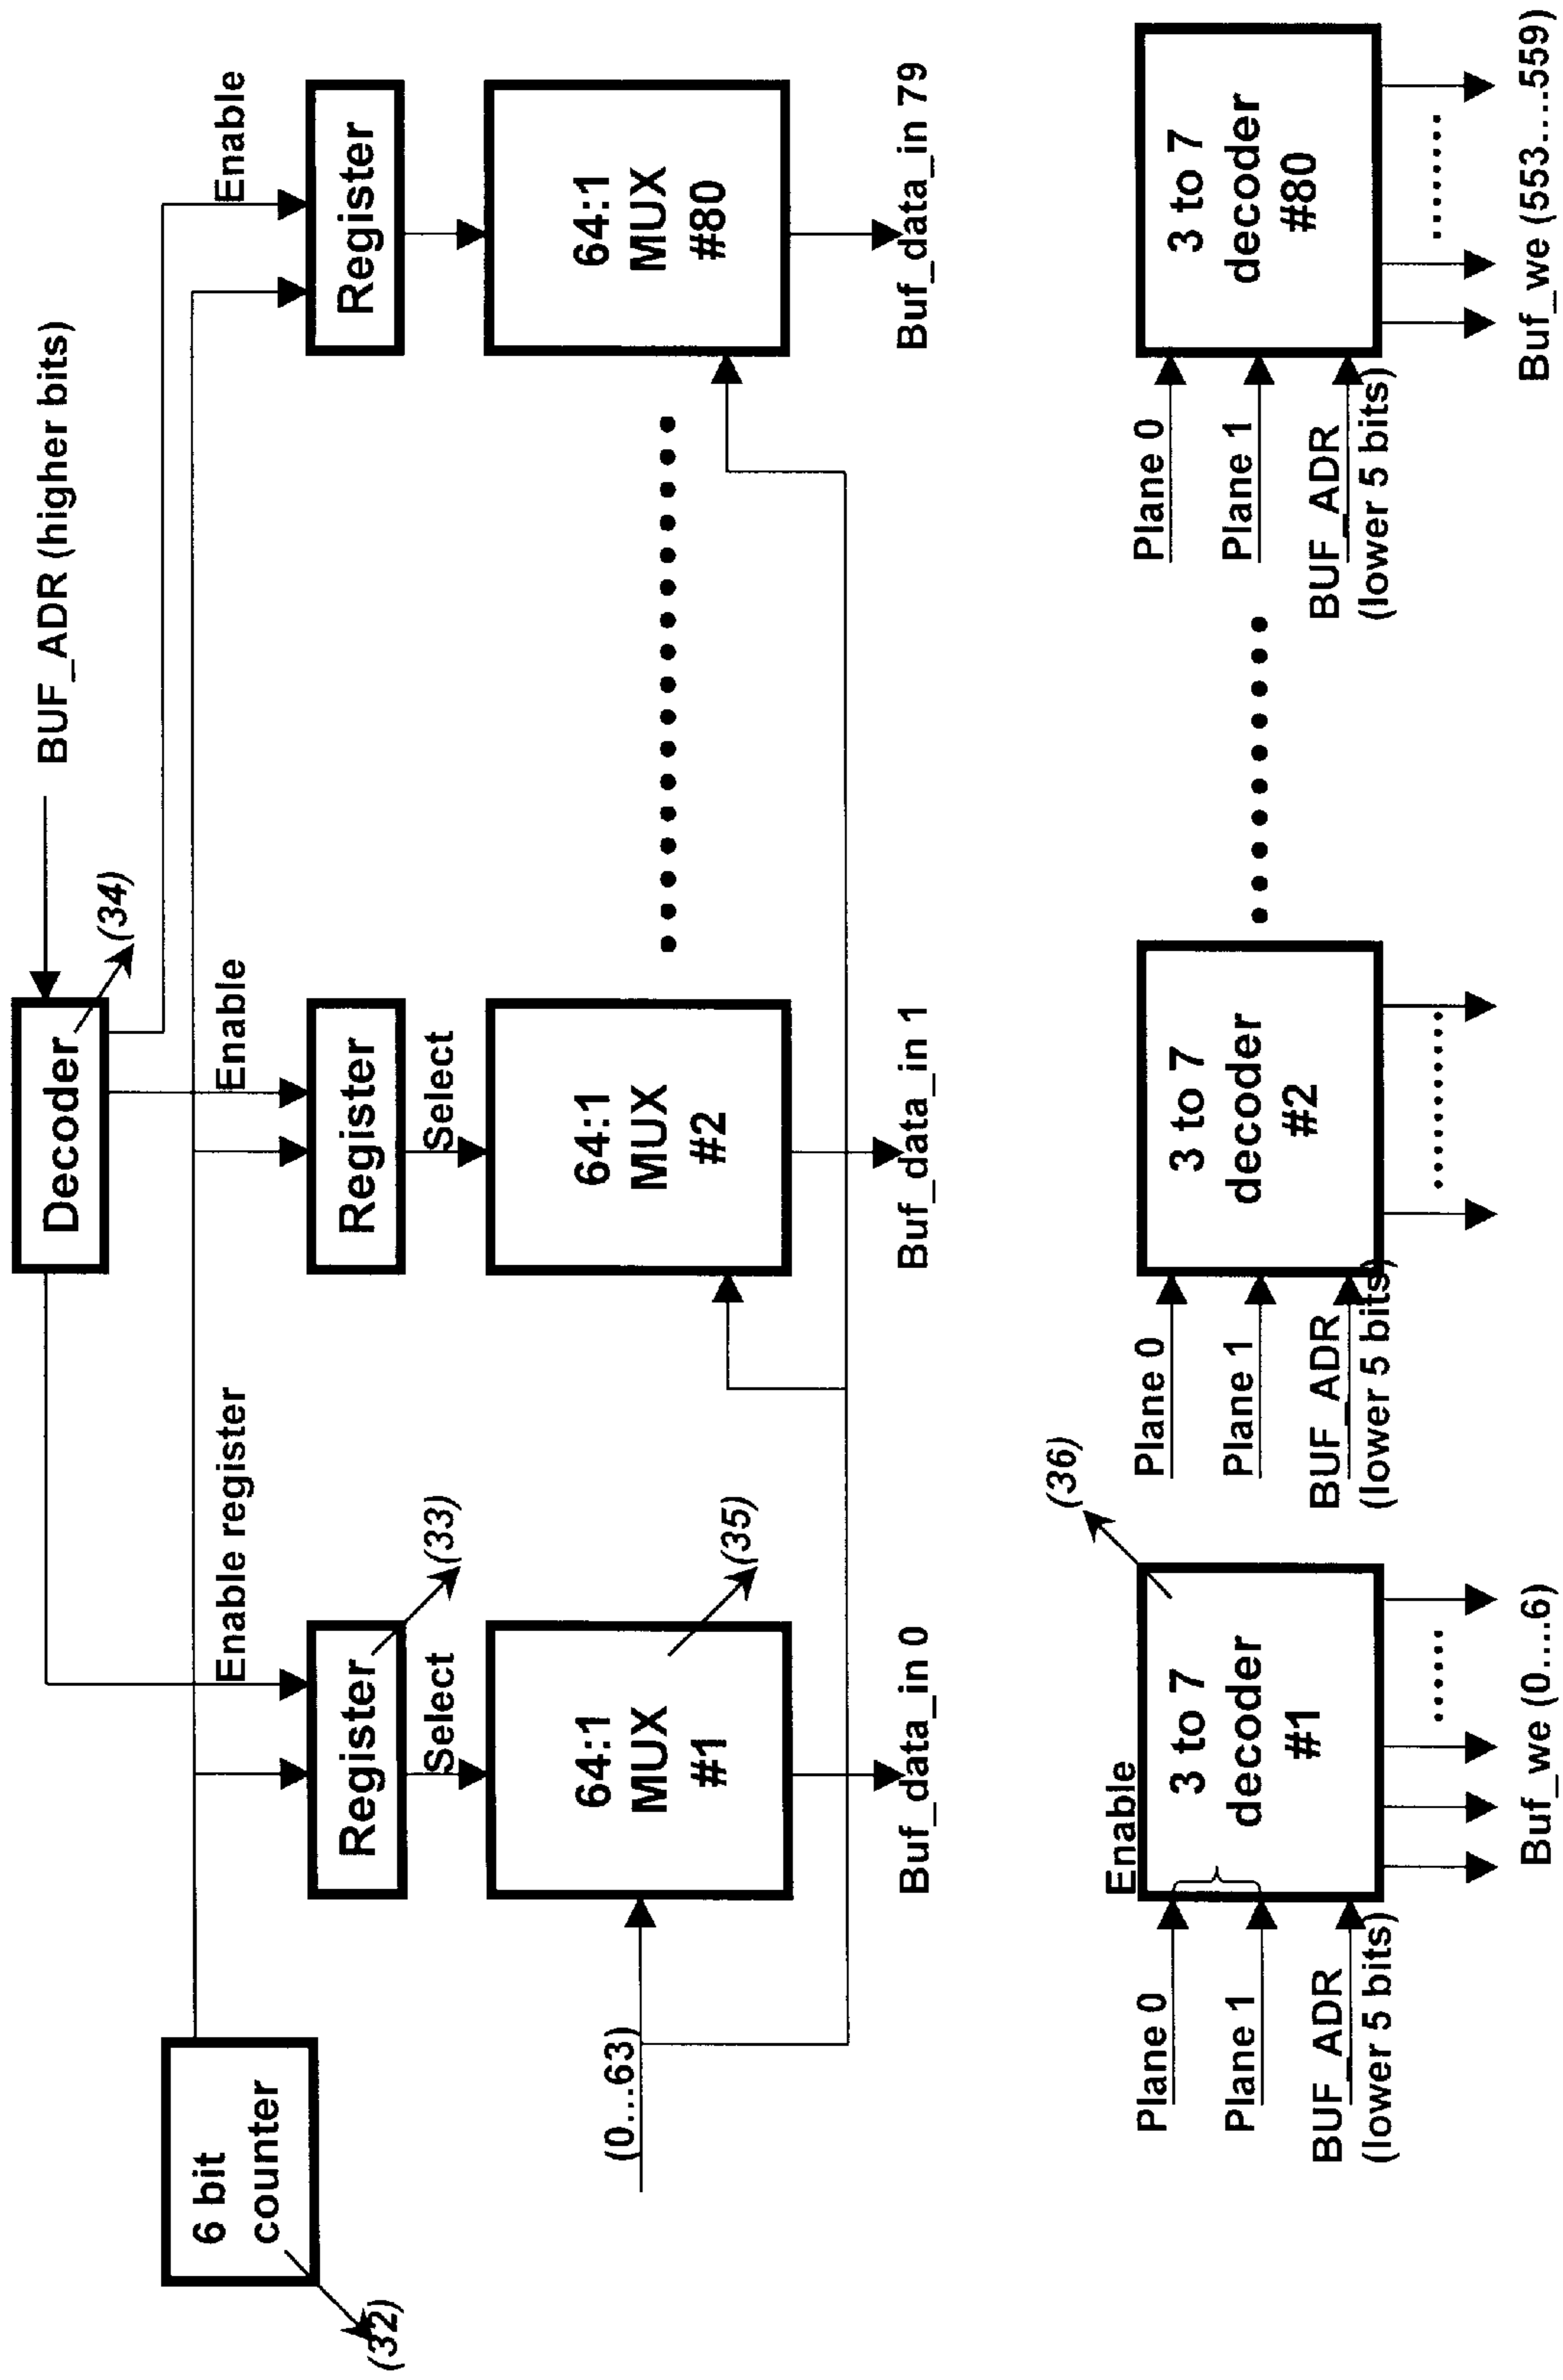 BUF_ADR (higher bits)
Decoder
(34)
6 bit
counter
(32)
Enable register
Enable
Enable
Register
(33)
Register
Register
Select
Select
(0...63)
64:1
MUX
#1
(35)
64:1
MUX
#2
64:1
MUX
#80
Buf_data_in 0
Buf_data_in 1
Buf_data_in 79
(36)
Enable
Plane 0
Plane 1
BUF_ADR
(lower 5 bits)
3 to 7
decoder
#1
Plane 0
Plane 1
BUF_ADR
(lower 5 bits)
3 to 7
decoder
#2
Plane 0
Plane 1
BUF_ADR
(lower 5 bits)
3 to 7
decoder
#80
Buf_we (0....6)
Buf_we (553....559)